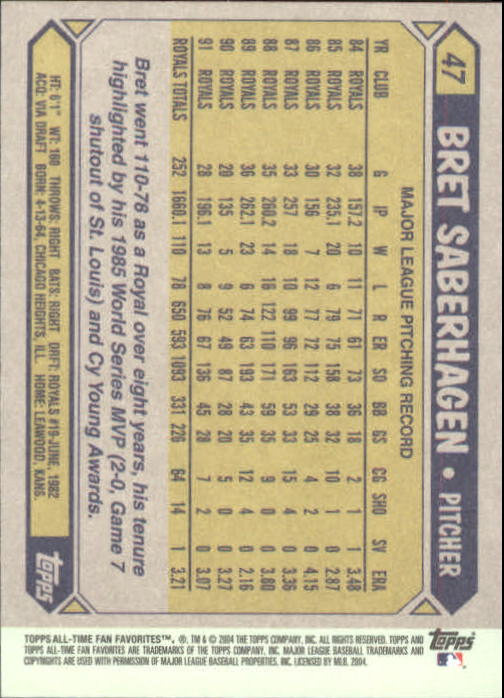 47 BRET SABERHAGEN • PITCHER
MAJOR LEAGUE PITCHING RECORD
YR CLUB G IP W L R ER SO BB GS CG SHO SV ERA
84 ROYALS 38 157.2 10 11 71 61 73 36 18 2 1 1 3.48
85 ROYALS 32 235.1 20 6 79 75 158 38 32 10 1 0 2.87
86 ROYALS 30 156 7 12 77 72 112 29 25 4 2 0 4.15
87 ROYALS 33 257 18 10 99 96 163 53 33 15 4 0 3.36
88 ROYALS 35 260.2 14 16 122 110 171 59 35 9 0 0 3.80
89 ROYALS 36 262.1 23 6 74 63 193 43 35 12 4 0 2.16
90 ROYALS 20 135 5 9 52 49 87 28 20 5 0 0 3.27
91 ROYALS 28 196.1 13 8 76 67 136 45 28 7 2 0 3.07
ROYALS TOTALS 252 1660.1 110 78 650 593 1093 331 226 64 14 1 3.21
Bret went 110-78 as a Royal over eight years, his tenure
highlighted by his 1985 World Series MVP (2-0, Game 7
shutout of St. Louis) and Cy Young Awards.
HT: 6'1" WT: 160 THROWS: RIGHT BATS: RIGHT DRFT: ROYALS #19-JUNE, 1982
ACQ: VIA DRAFT BORN: 4-13-64, CHICAGO HEIGHTS, ILL. HOME: LEAWOOD, KANS.
Topps
TOPPS ALL-TIME FAN FAVORITES™, ®, TM & © 2004 THE TOPPS COMPANY, INC. ALL RIGHTS RESERVED. TOPPS AND
TOPPS ALL-TIME FAN FAVORITES ARE TRADEMARKS OF THE TOPPS COMPANY, INC. MAJOR LEAGUE BASEBALL TRADEMARKS AND
COPYRIGHTS ARE USED WITH PERMISSION OF MAJOR LEAGUE BASEBALL PROPERTIES, INC. LICENSED BY MLB, 2004.
Topps